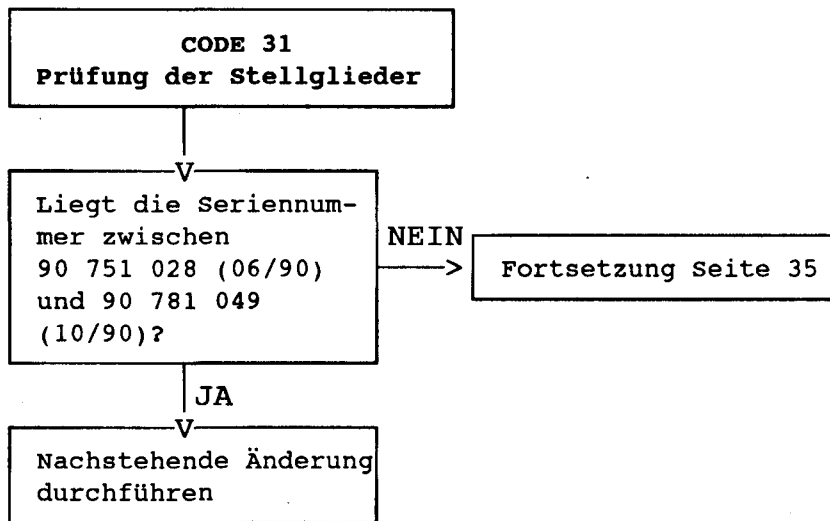 CODE 31
Prüfung der Stellglieder
Liegt die Seriennum-
mer zwischen
90 751 028 (06/90)
und 90 781 049
(10/90)?
NEIN
Fortsetzung Seite 35
JA
Nachstehende Änderung
durchführen